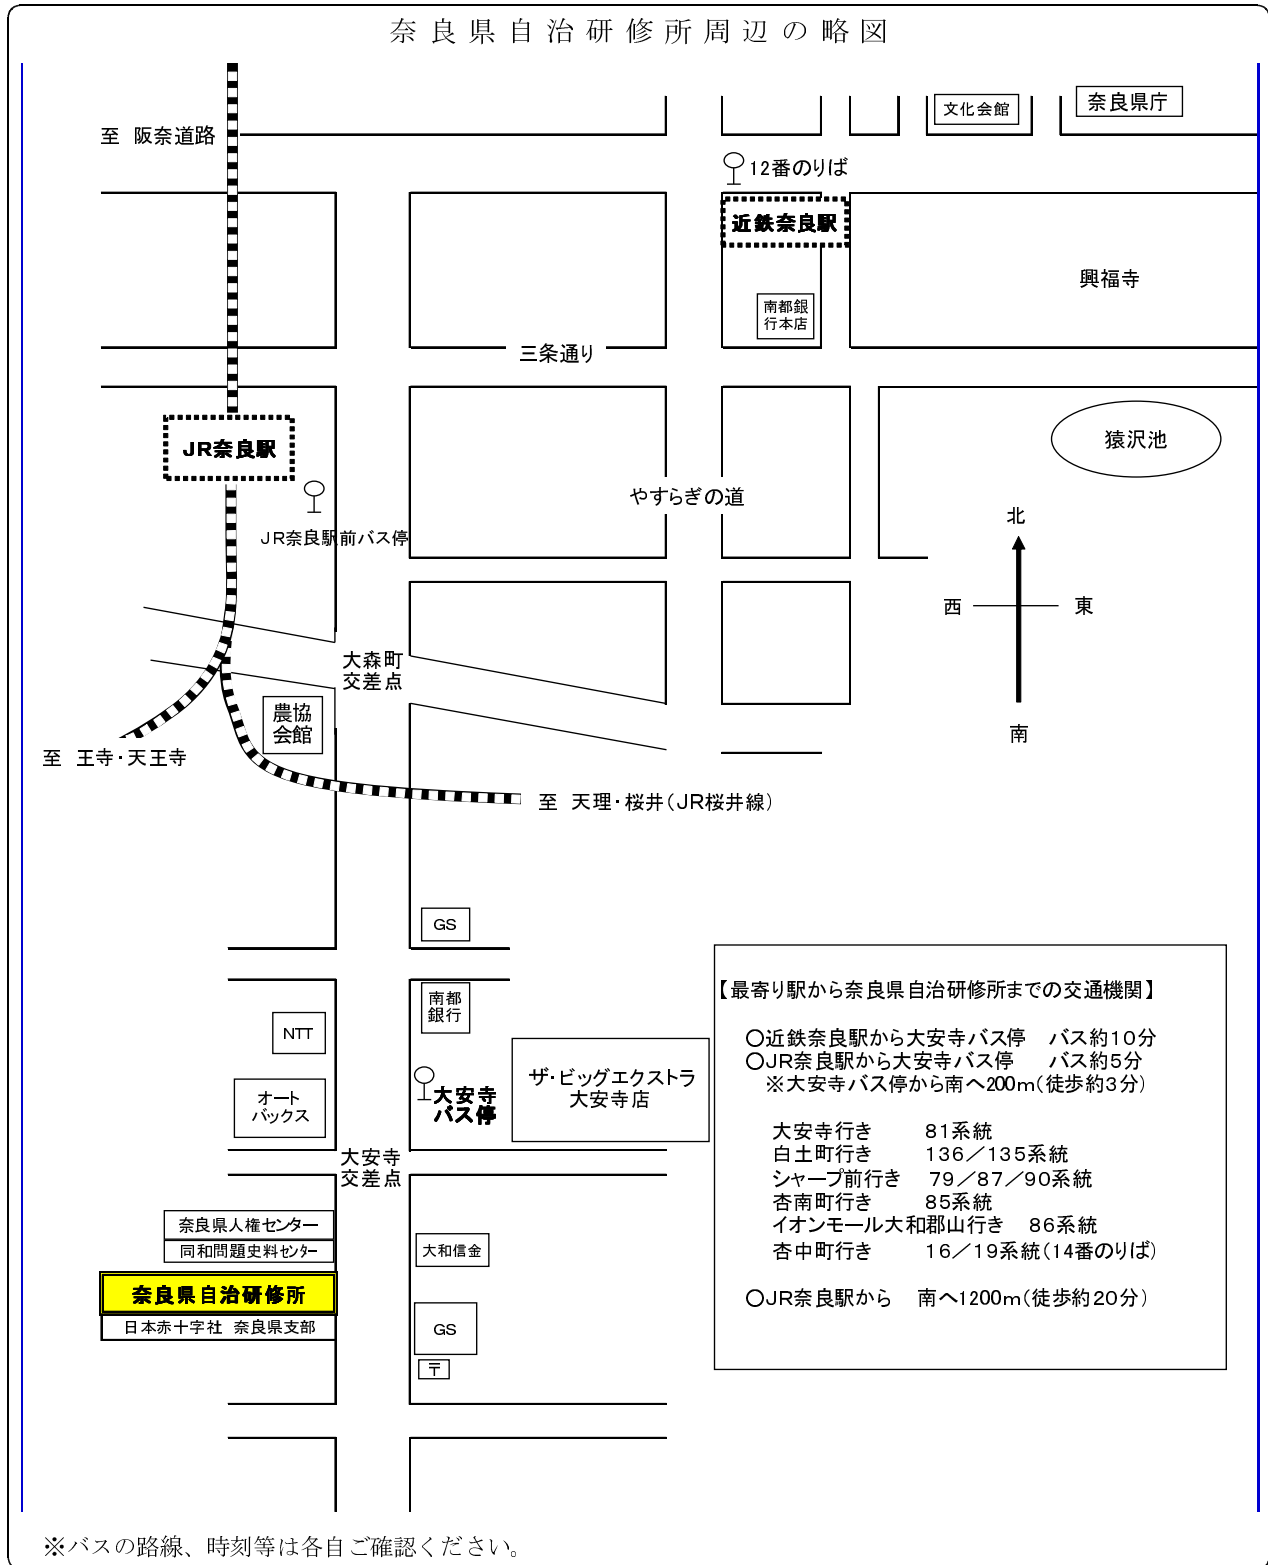 奈良県自治研修所周辺の略図
文化会館
奈良県庁
至　阪奈道路
12番のりば
近鉄奈良駅
興福寺
南都銀
行本店
三条通り
JR奈良駅
猿沢池
やすらぎの道
JR奈良駅前バス停
北
西
東
南
大森町
交差点
農協
会館
至　王寺・天王寺
至　天理・桜井(JR桜井線)
GS
南都
銀行
NTT
オート
バックス
大安寺
バス停
ザ・ビッグエクストラ
大安寺店
大安寺
交差点
奈良県人権センター
同和問題史料センター
奈良県自治研修所
日本赤十字社　奈良県支部
大和信金
GS
〒
【最寄り駅から奈良県自治研修所までの交通機関】
○近鉄奈良駅から大安寺バス停　バス約10分
○JR奈良駅から大安寺バス停　バス約5分
※大安寺バス停から南へ200m(徒歩約3分)
大安寺行き　81系統
白土町行き　136／135系統
シャープ前行き　79／87／90系統
杏南町行き　85系統
イオンモール大和郡山行き　86系統
杏中町行き　16／19系統(14番のりば)
○JR奈良駅から　南へ1200m(徒歩約20分)
※バスの路線、時刻等は各自ご確認ください。